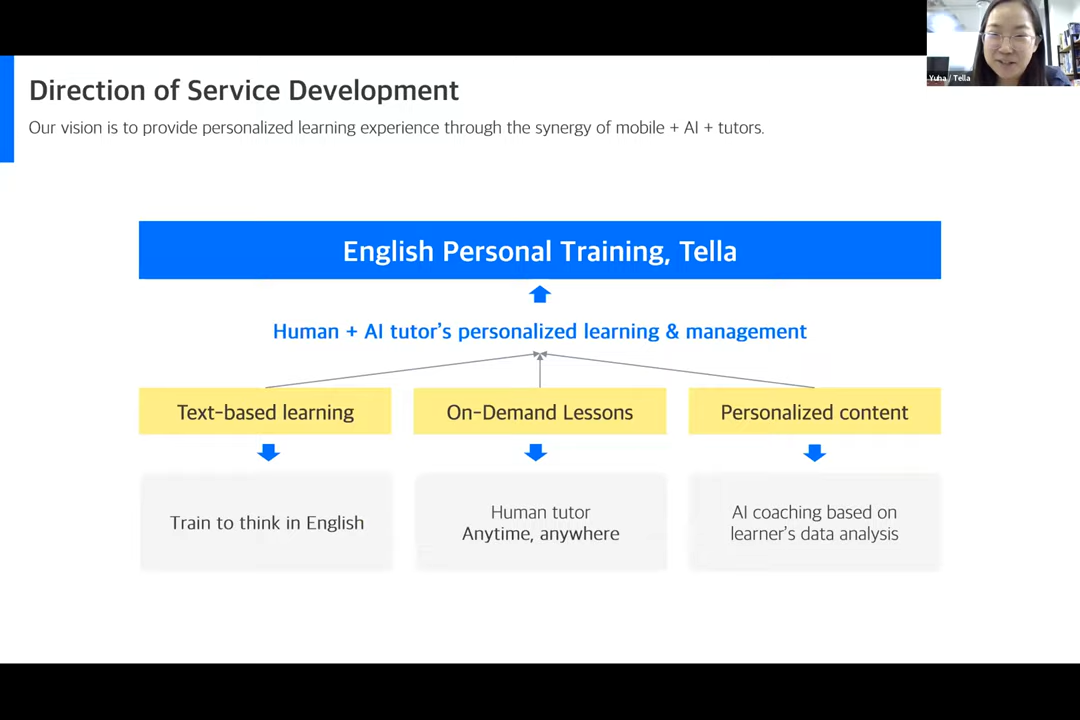 Direction of Service Development
Our vision is to provide personalized learning experience through the synergy of mobile + AI + tutors.
Yuha / Tella
English Personal Training, Tella
Human + AI tutor’s personalized learning & management
Text-based learning
On-Demand Lessons
Personalized content
Train to think in English
Human tutor
Anytime, anywhere
AI coaching based on
learner’s data analysis